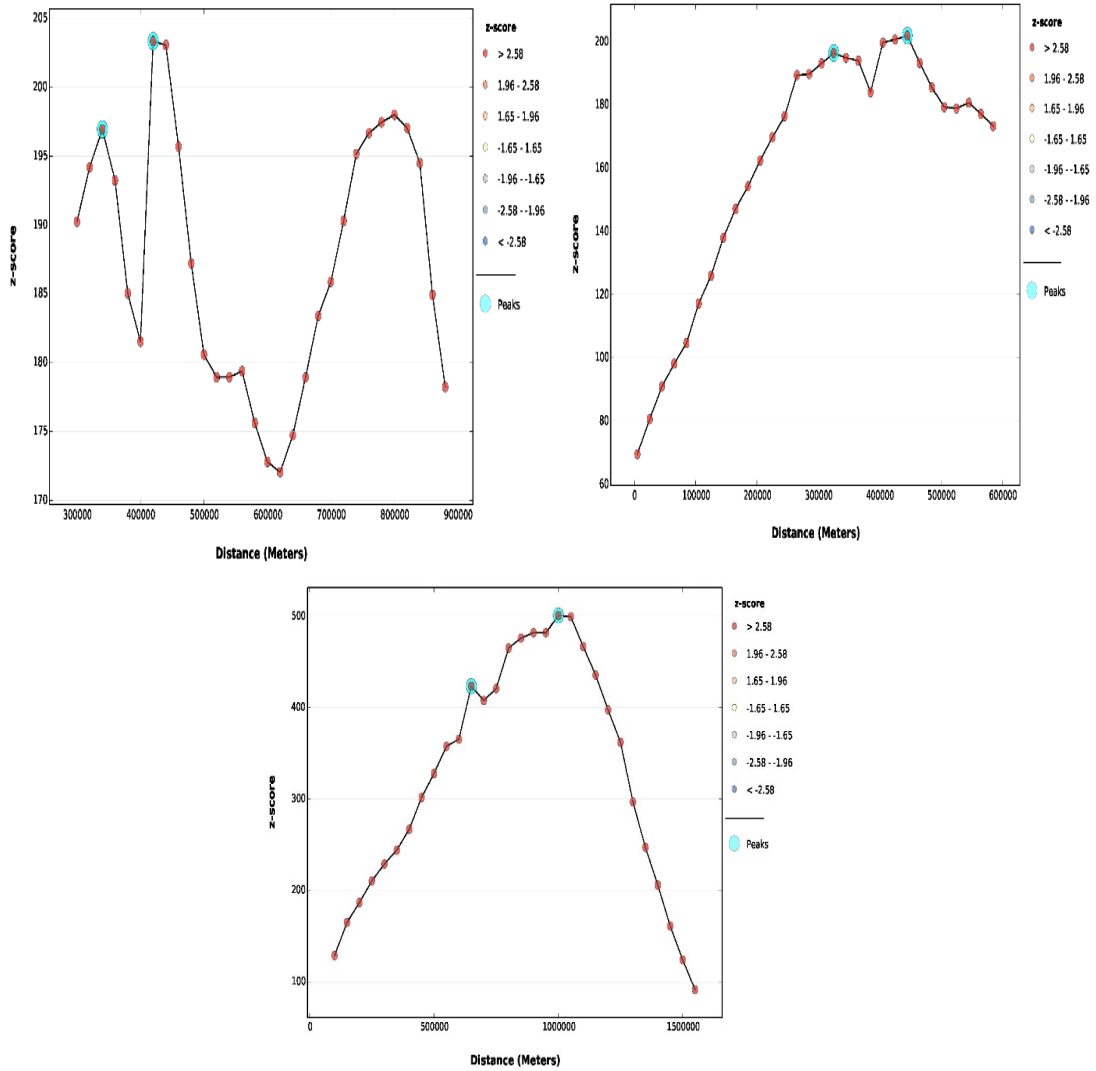 205
200
195
190
185
180
175
170
z-score
300000 400000 500000 600000 700000 800000 900000
Distance (Meters)
z-score
> 2.58
1.96 - 2.58
1.65 - 1.96
-1.65 - 1.65
-1.96 - -1.65
-2.58 - -1.96
< -2.58
Peaks
200
180
160
140
120
100
80
60
z-score
0 100000 200000 300000 400000 500000 600000
Distance (Meters)
z-score
> 2.58
1.96 - 2.58
1.65 - 1.96
-1.65 - 1.65
-1.96 - -1.65
-2.58 - -1.96
< -2.58
Peaks
500
400
300
200
100
z-score
0 500000 1000000 1500000
Distance (Meters)
z-score
> 2.58
1.96 - 2.58
1.65 - 1.96
-1.65 - 1.65
-1.96 - -1.65
-2.58 - -1.96
< -2.58
Peaks